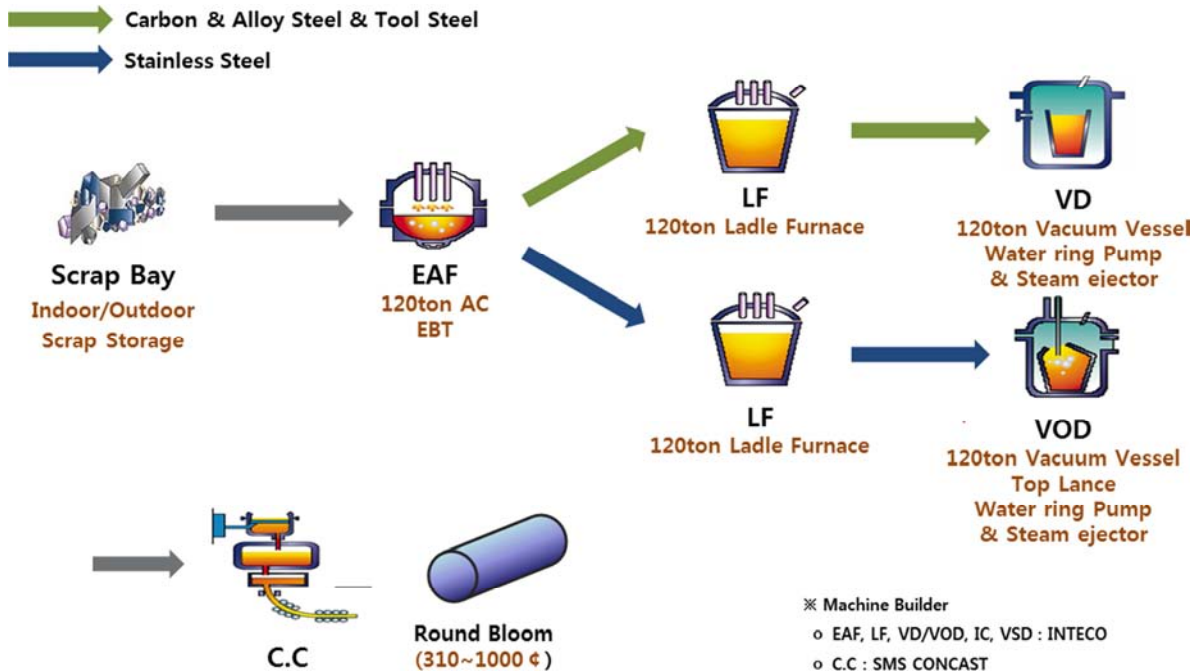 Carbon & Alloy Steel & Tool Steel
Stainless Steel
Scrap Bay
Indoor/Outdoor
Scrap Storage
EAF
120ton AC
EBT
LF
120ton Ladle Furnace
VD
120ton Vacuum Vessel
Water ring Pump
& Steam ejector
LF
120ton Ladle Furnace
VOD
120ton Vacuum Vessel
Top Lance
Water ring Pump
& Steam ejector
C.C
Round Bloom
(310~1000 ¢)
※ Machine Builder
o EAF, LF, VD/VOD, IC, VSD : INTECO
o C.C : SMS CONCAST